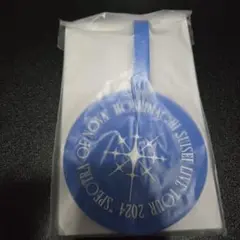 HOSHIMACHI SUISEI LIVE TOUR 2024 "SPECTRA OF NOVA"